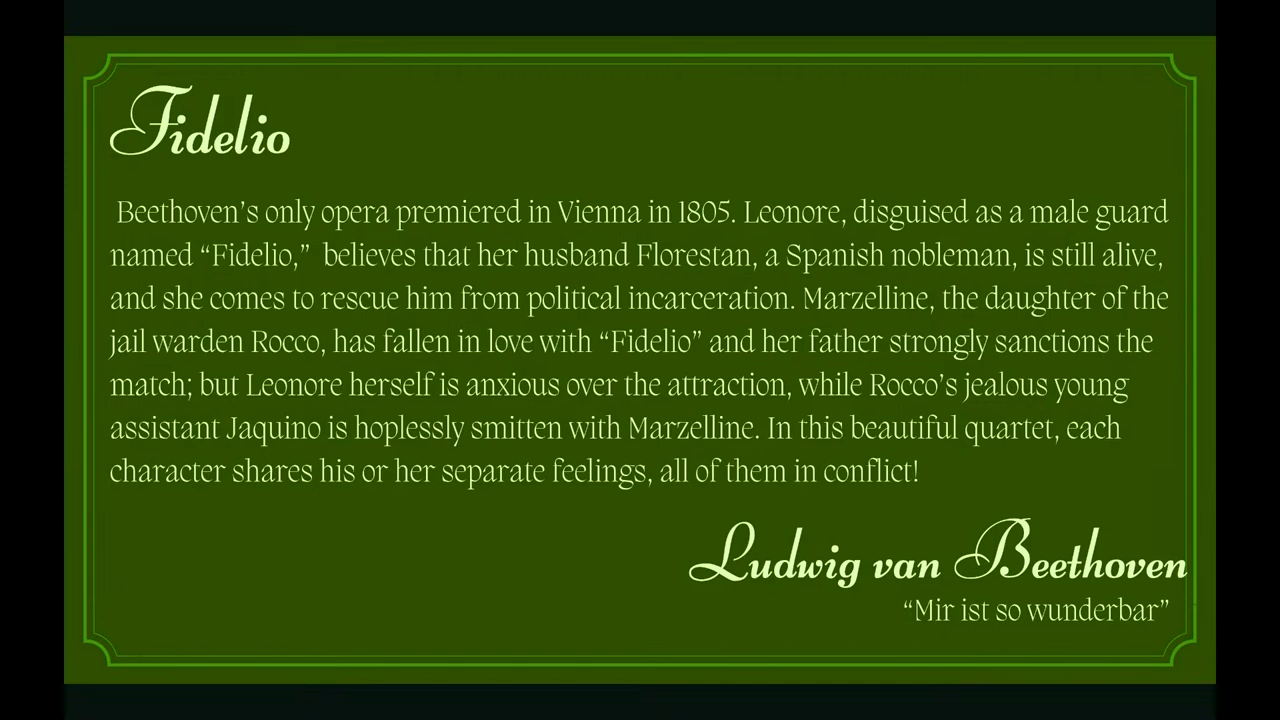 Fidelio
Beethoven’s only opera premiered in Vienna in 1805. Leonore, disguised as a male guard
named “Fidelio,” believes that her husband Florestan, a Spanish nobleman, is still alive,
and she comes to rescue him from political incarceration. Marzelline, the daughter of the
jail warden Rocco, has fallen in love with “Fidelio” and her father strongly sanctions the
match; but Leonore herself is anxious over the attraction, while Rocco’s jealous young
assistant Jaquino is hoplessly smitten with Marzelline. In this beautiful quartet, each
character shares his or her separate feelings, all of them in conflict!
Ludwig van Beethoven
“Mir ist so wunderbar”